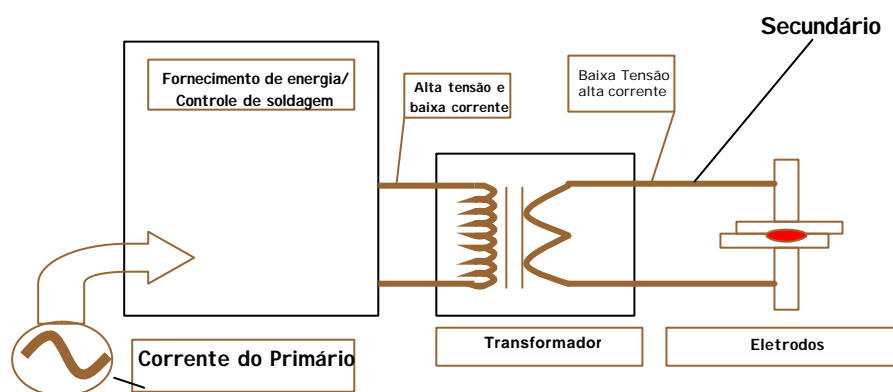 Secundário
Fornecimento de energia/
Controle de soldagem
Alta tensão e
baixa corrente
Baixa Tensão
alta corrente
Transformador
Eletrodos
Corrente do Primário